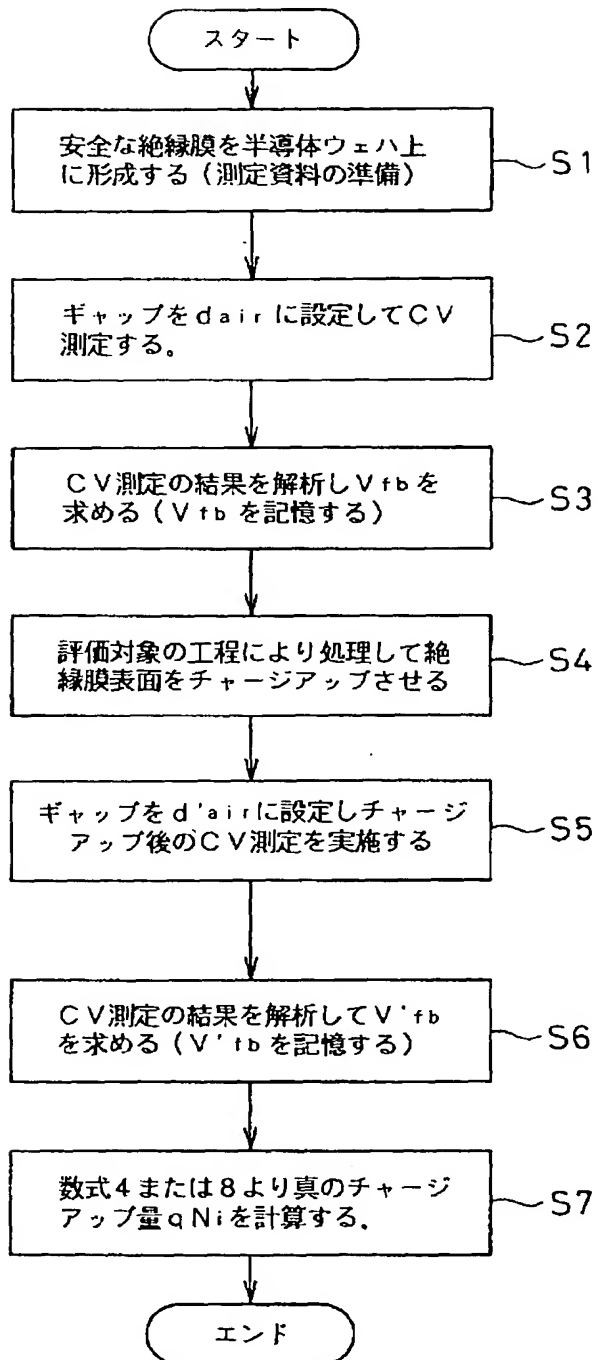 スタート
安全な絶縁膜を半導体ウェハ上
に形成する（測定資料の準備）
S1
ギャップをdairに設定してCV
測定する。
S2
CV測定の結果を解析しVfbを
求める（Vfbを記憶する）
S3
評価対象の工程により処理して絶
縁膜表面をチャージアップさせる
S4
ギャップをd'airに設定しチャージ
アップ後のCV測定を実施する
S5
CV測定の結果を解析してV'fb
を求める（V'fbを記憶する）
S6
数式4または8より真のチャージ
アップ量qNiを計算する。
S7
エンド